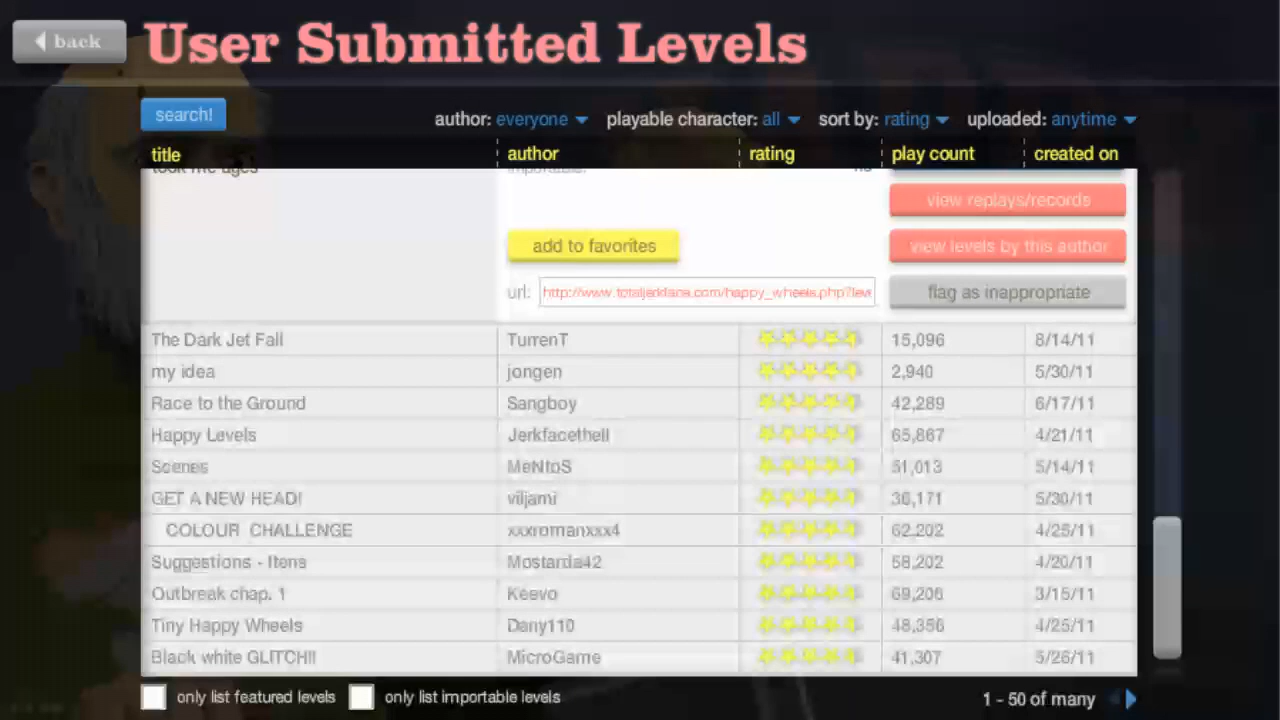 back
User Submitted Levels
search!
author: everyone playable character: all sort by: rating uploaded: anytime
title author rating play count created on
took me ages
importable: no
view replays/records
add to favorites view levels by this author
url: http://www.totaljerkface.com/happy_wheels.php?lev flag as inappropriate
The Dark Jet Fall TurrenT 15,096 8/14/11
my idea jongen 2,940 5/30/11
Race to the Ground Sangboy 42,289 6/17/11
Happy Levels Jerkfacethell 65,867 4/21/11
Scenes MeNtoS 51,013 5/14/11
GET A NEW HEAD! viljami 36,171 5/30/11
COLOUR CHALLENGE xxxromanxxx4 62,202 4/25/11
Suggestions - Itens Mostarda42 58,202 4/20/11
Outbreak chap. 1 Keevo 69,206 3/15/11
Tiny Happy Wheels Dany110 48,356 4/25/11
Black white GLITCH!! MicroGame 41,307 5/26/11
only list featured levels only list importable levels 1 - 50 of many